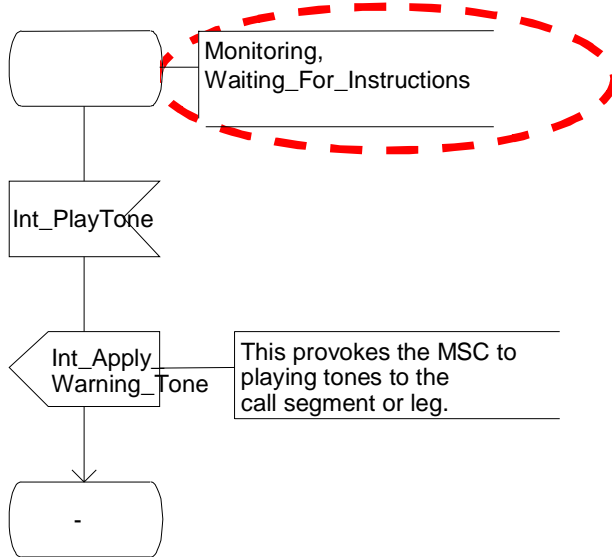 Monitoring,
Waiting_For_Instructions
Int_PlayTone
Int_Apply_
Warning_Tone
This provokes the MSC to
playing tones to the
call segment or leg.
-